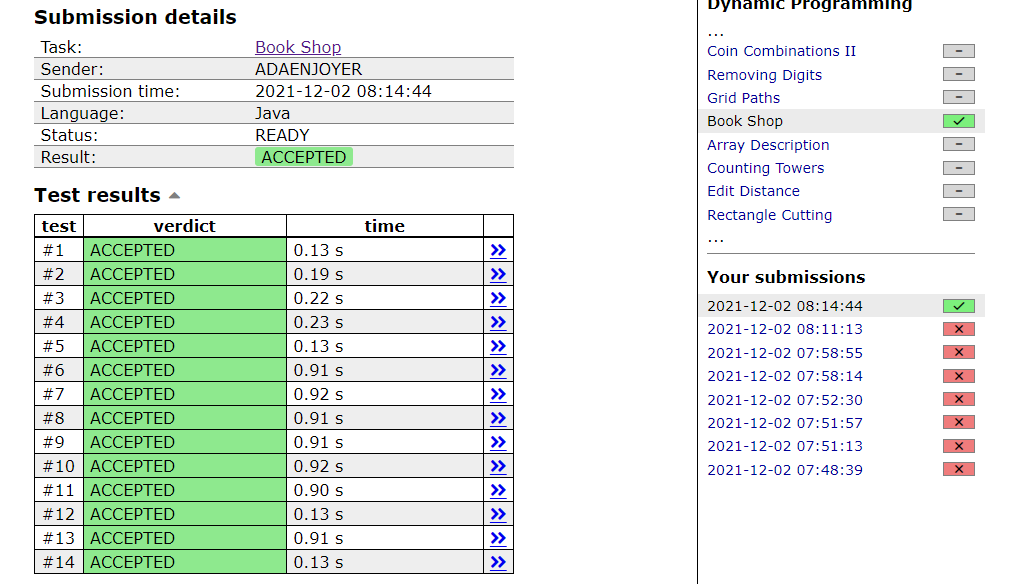 Submission details
Task: Book Shop
Sender: ADAENJOYER
Submission time: 2021-12-02 08:14:44
Language: Java
Status: READY
Result: ACCEPTED
Test results
test verdict time
#1 ACCEPTED 0.13 s »
#2 ACCEPTED 0.19 s »
#3 ACCEPTED 0.22 s »
#4 ACCEPTED 0.23 s »
#5 ACCEPTED 0.13 s »
#6 ACCEPTED 0.91 s »
#7 ACCEPTED 0.92 s »
#8 ACCEPTED 0.91 s »
#9 ACCEPTED 0.91 s »
#10 ACCEPTED 0.92 s »
#11 ACCEPTED 0.90 s »
#12 ACCEPTED 0.13 s »
#13 ACCEPTED 0.91 s »
#14 ACCEPTED 0.13 s »
Dynamic Programming
...
Coin Combinations II –
Removing Digits –
Grid Paths –
Book Shop ✓
Array Description –
Counting Towers –
Edit Distance –
Rectangle Cutting –
...
Your submissions
2021-12-02 08:14:44 ✓
2021-12-02 08:11:13 ×
2021-12-02 07:58:55 ×
2021-12-02 07:58:14 ×
2021-12-02 07:52:30 ×
2021-12-02 07:51:57 ×
2021-12-02 07:51:13 ×
2021-12-02 07:48:39 ×